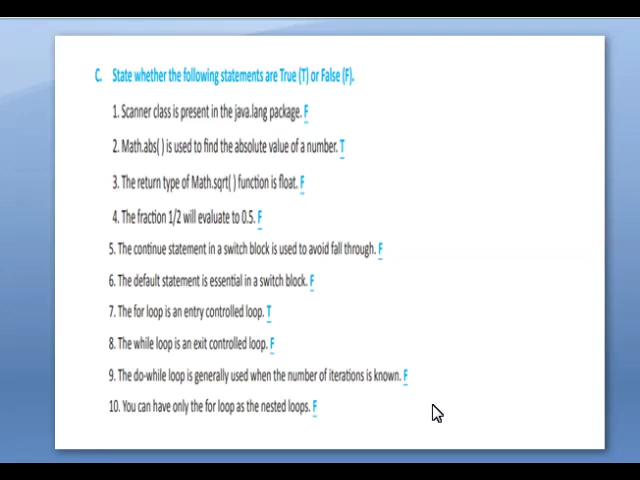 C. State whether the following statements are True (T) or False (F).
1. Scanner class is present in the java.lang package. F
2. Math.abs( ) is used to find the absolute value of a number. T
3. The return type of Math.sqrt( ) function is float. F
4. The fraction 1/2 will evaluate to 0.5. F
5. The continue statement in a switch block is used to avoid fall through. F
6. The default statement is essential in a switch block. F
7. The for loop is an entry controlled loop. T
8. The while loop is an exit controlled loop. F
9. The do-while loop is generally used when the number of iterations is known. F
10. You can have only the for loop as the nested loops. F